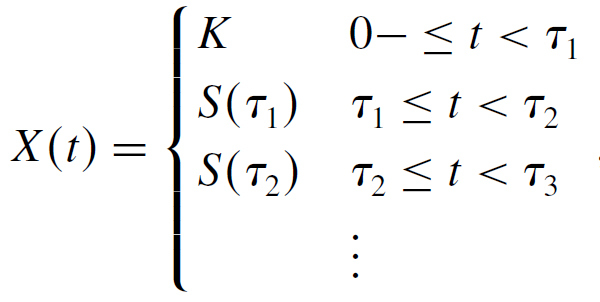 K 0− ≤ t < τ₁
S(τ₁) τ₁ ≤ t < τ₂
X(t) = { S(τ₂) τ₂ ≤ t < τ₃ .
⋮